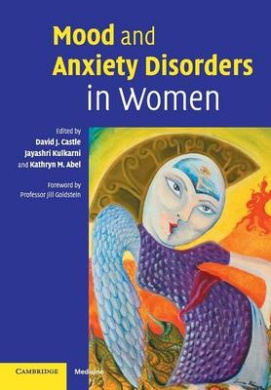 Mood and
Anxiety Disorders
in Women
Edited by
David J. Castle
Jayashri Kulkarni
and Kathryn M. Abel
Foreword by
Professor Jill Goldstein
CAMBRIDGE
Medicine